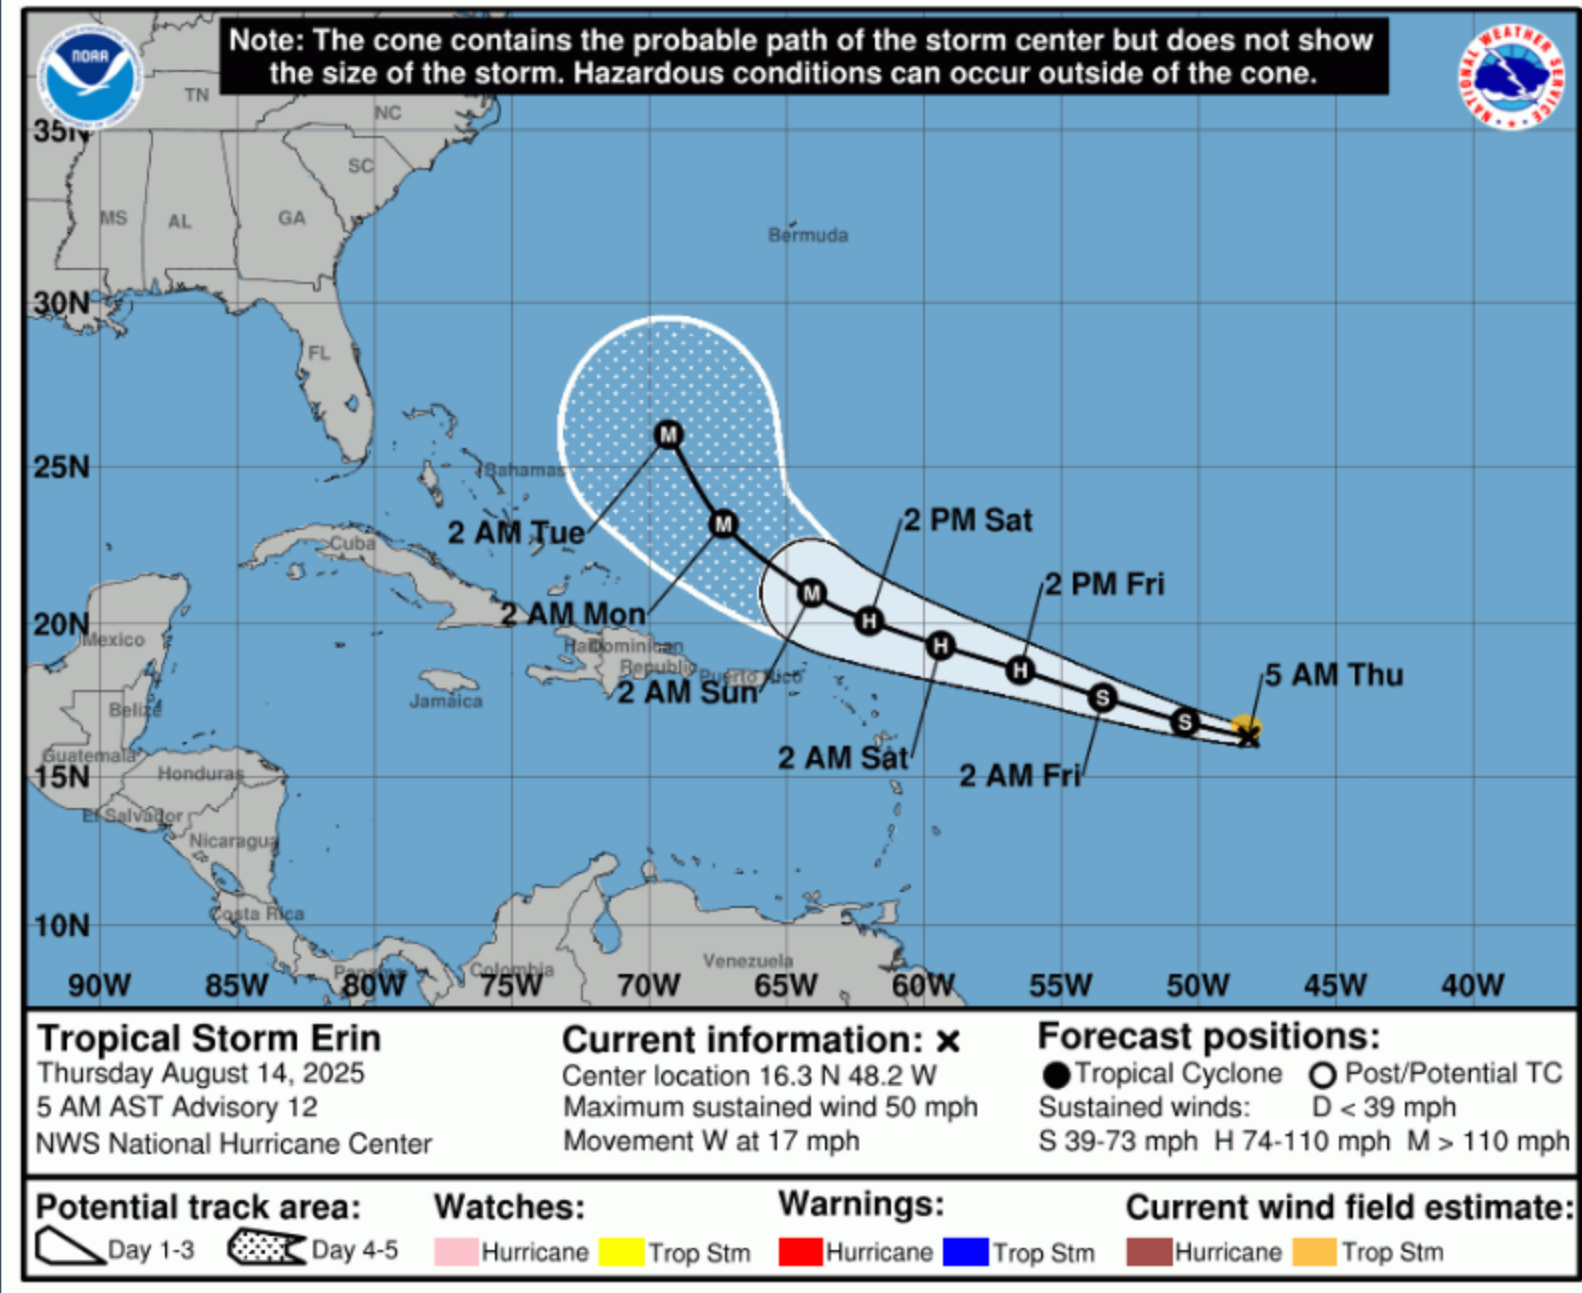 Note: The cone contains the probable path of the storm center but does not show
the size of the storm. Hazardous conditions can occur outside of the cone.
NOAA
NATIONAL WEATHER SERVICE
TN
NC
35N
SC
MS
AL
GA
Bermuda
30N
FL
25N
Bahamas
2 AM Tue
2 PM Sat
Cuba
2 PM Fri
2 AM Mon
20N
Mexico
Haiti
Dominican
Republic
Puerto Rico
2 AM Sun
5 AM Thu
Jamaica
Belize
M
M
M
H
H
H
S
S
2 AM Sat
2 AM Fri
Guatemala
Honduras
15N
El Salvador
Nicaragua
Costa Rica
10N
Panama
Colombia
Venezuela
90W 85W 80W 75W 70W 65W 60W 55W 50W 45W 40W
Tropical Storm Erin
Thursday August 14, 2025
5 AM AST Advisory 12
NWS National Hurricane Center
Current information: ×
Center location 16.3 N 48.2 W
Maximum sustained wind 50 mph
Movement W at 17 mph
Forecast positions:
Tropical Cyclone Post/Potential TC
Sustained winds: D < 39 mph
S 39-73 mph H 74-110 mph M > 110 mph
Potential track area:
Day 1-3 Day 4-5
Watches:
Hurricane Trop Stm
Warnings:
Hurricane Trop Stm
Current wind field estimate:
Hurricane Trop Stm